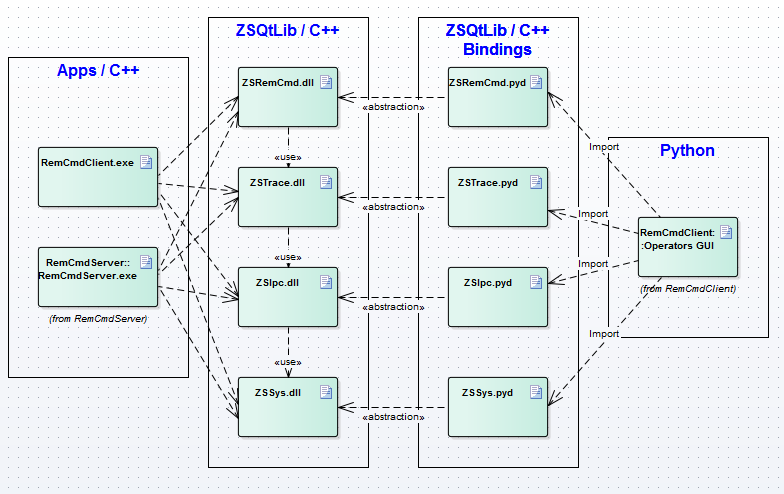 Apps / C++
RemCmdClient.exe
RemCmdServer::
RemCmdServer.exe
(from RemCmdServer)
ZSQtLib / C++
ZSRemCmd.dll
«use»
ZSTrace.dll
«use»
ZSIpc.dll
«use»
ZSSys.dll
«abstraction»
«abstraction»
«abstraction»
«abstraction»
ZSQtLib / C++
Bindings
ZSRemCmd.pyd
ZSTrace.pyd
ZSIpc.pyd
ZSSys.pyd
Import
Import
Import
Import
Python
RemCmdClient:
:Operators GUI
(from RemCmdClient)